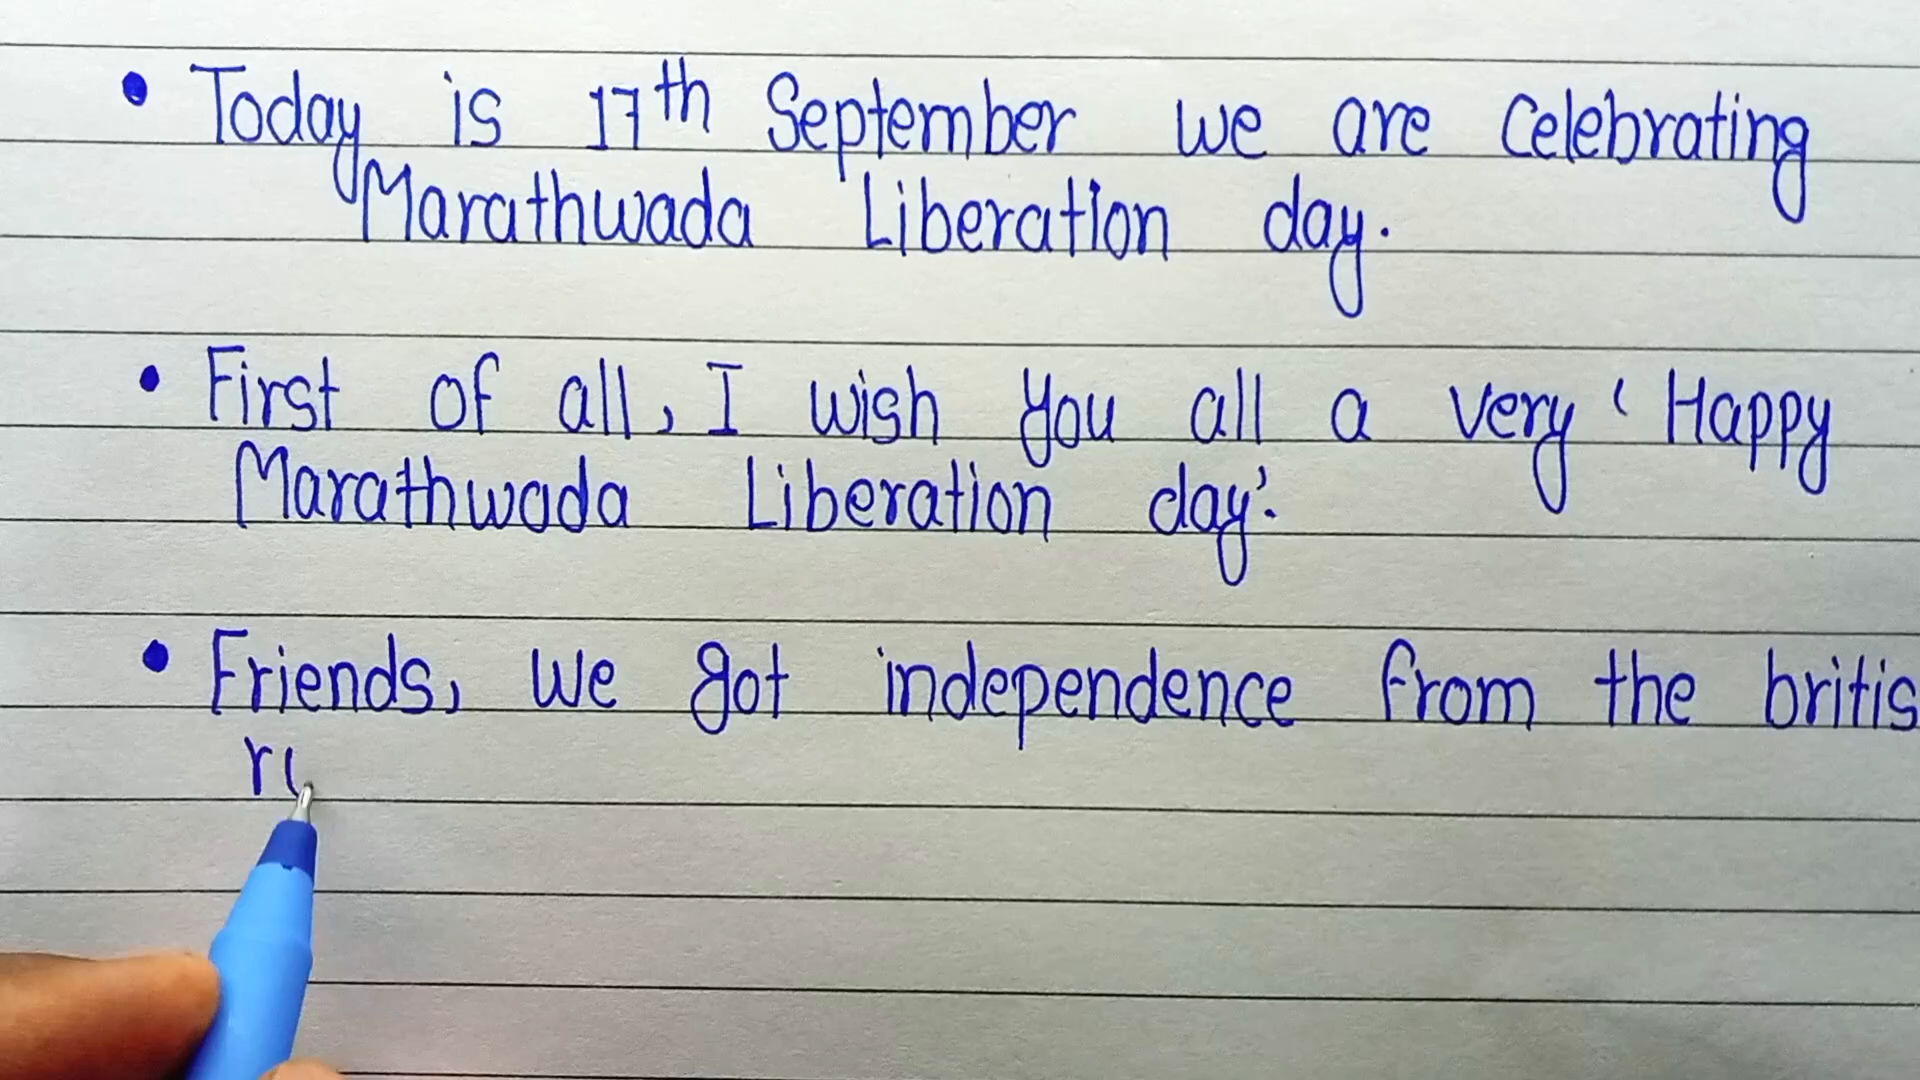 • Today is 17th September we are celebrating
Marathwada Liberation day.
• First of all, I wish you all a very 'Happy
Marathwada Liberation day'.
• Friends, we got independence from the britis
ru